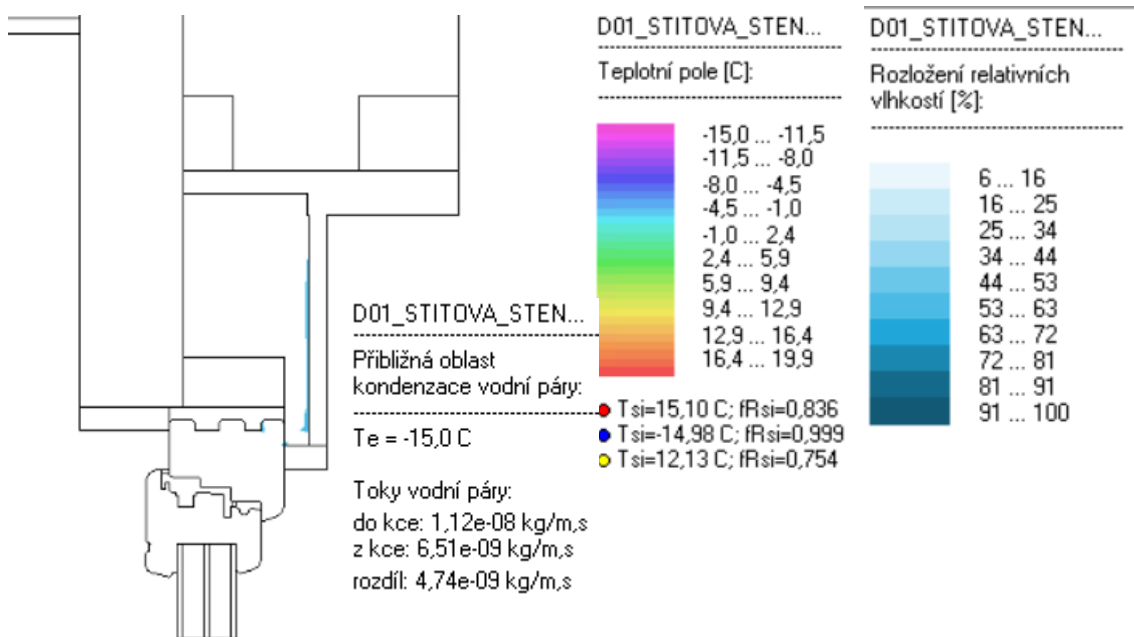 D01_STITOVA_STEN...
Přibližná oblast
kondenzace vodní páry:
Te = -15,0 C
Toky vodní páry:
do kce: 1,12e-08 kg/m,s
z kce: 6,51e-09 kg/m,s
rozdíl: 4,74e-09 kg/m,s
D01_STITOVA_STEN...
Teplotní pole [C]:
-15,0 ... -11,5
-11,5 ... -8,0
-8,0 ... -4,5
-4,5 ... -1,0
-1,0 ... 2,4
2,4 ... 5,9
5,9 ... 9,4
9,4 ... 12,9
12,9 ... 16,4
16,4 ... 19,9
Tsi=15,10 C; fRsi=0,836
Tsi=-14,98 C; fRsi=0,999
Tsi=12,13 C; fRsi=0,754
D01_STITOVA_STEN...
Rozložení relativních
vlhkostí [%]:
6 ... 16
16 ... 25
25 ... 34
34 ... 44
44 ... 53
53 ... 63
63 ... 72
72 ... 81
81 ... 91
91 ... 100